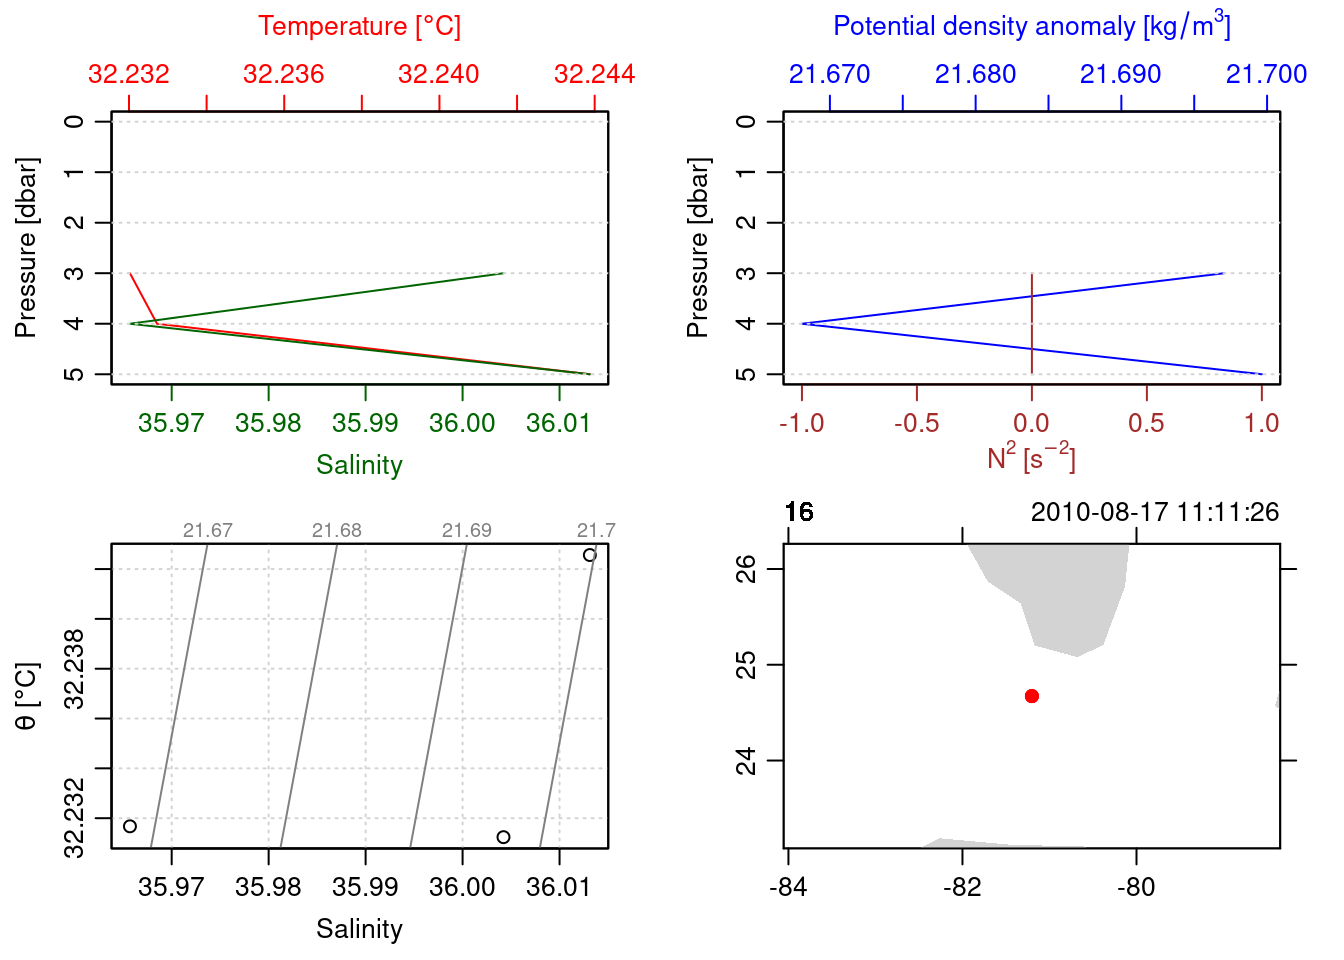 Temperature [°C]
32.232 32.236 32.240 32.244
Pressure [dbar]
0
1
2
3
4
5
35.97 35.98 35.99 36.00 36.01
Salinity
Potential density anomaly [kg/m³]
21.670 21.680 21.690 21.700
Pressure [dbar]
0
1
2
3
4
5
-1.0 -0.5 0.0 0.5 1.0
N² [s⁻²]
21.67 21.68 21.69 21.7
θ [°C]
32.238
32.232
35.97 35.98 35.99 36.00 36.01
Salinity
16 2010-08-17 11:11:26
26
25
24
-84 -82 -80